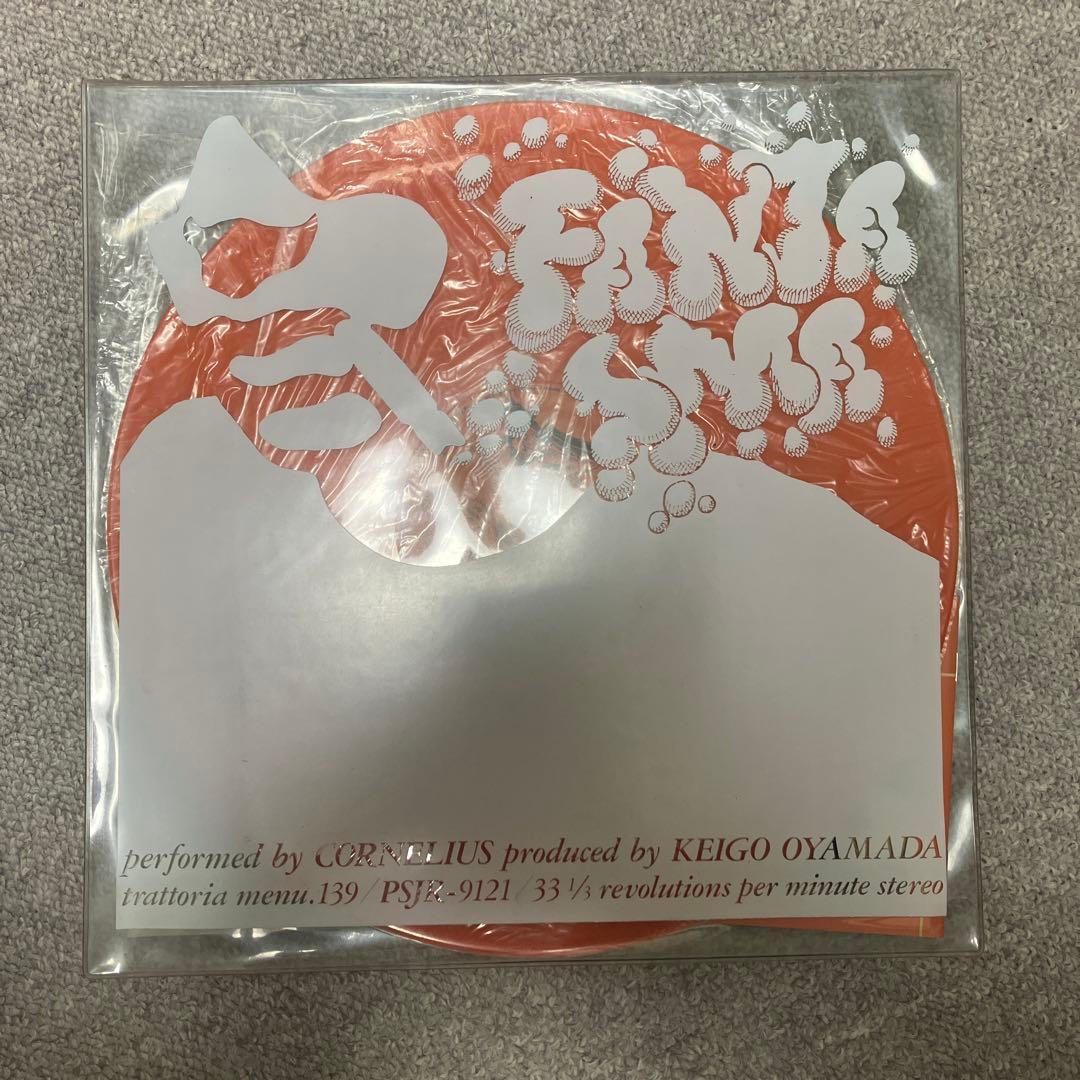 FANTA
SMA
performed by CORNELIUS produced by KEIGO OYAMADA
trattoria menu.139 / PSJR-9121 / 33 1/3 revolutions per minute stereo